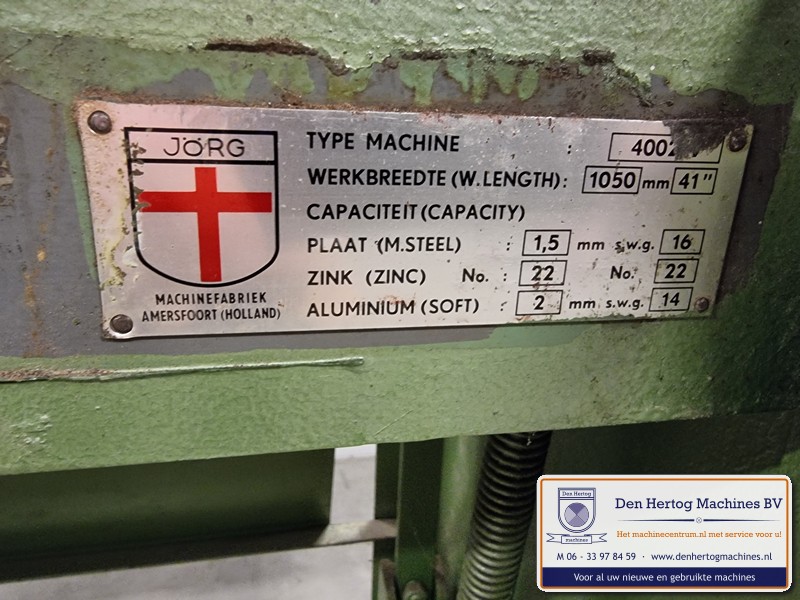 JÖRG
MACHINEFABRIEK
AMERSFOORT (HOLLAND)
TYPE MACHINE :
WERKBREEDTE (W. LENGTH): 1050 mm 41"
CAPACITEIT (CAPACITY)
PLAAT (M.STEEL) : 1,5 mm s.w.g. 16
ZINK (ZINC) No. : 22 No. 22
ALUMINIUM (SOFT) : 2 mm s.w.g. 14
Den Hertog
machines
Den Hertog Machines BV
Het machinecentrum.nl met service voor u!
M 06 - 33 97 84 59 · www.denhertogmachines.nl
Voor al uw nieuwe en gebruikte machines